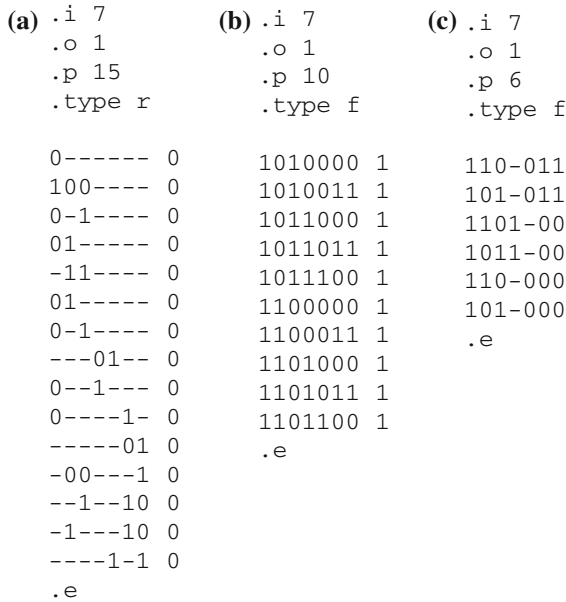 (a)
.i 7
.o 1
.p 15
.type r
0------ 0
100---- 0
0-1---- 0
01----- 0
-11---- 0
01----- 0
0-1---- 0
---01-- 0
0--1--- 0
0----1- 0
-----01 0
-00---1 0
--1--10 0
-1---10 0
----1-1 0
.e
(b)
.i 7
.o 1
.p 10
.type f
1010000 1
1010011 1
1011000 1
1011011 1
1011100 1
1100000 1
1100011 1
1101000 1
1101011 1
1101100 1
.e
(c)
.i 7
.o 1
.p 6
.type f
110-011
101-011
1101-00
1011-00
110-000
101-000
.e